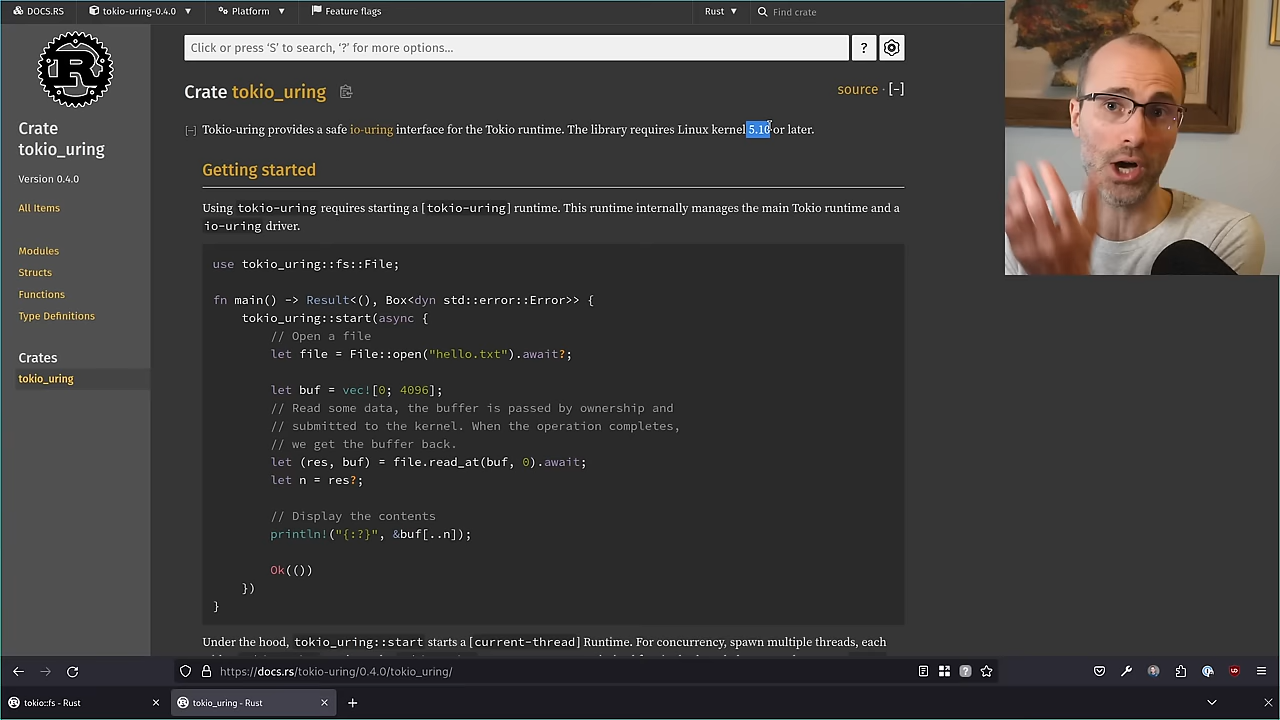 DOCS.RS
tokio-uring-0.4.0
Platform
Feature flags
Rust
Find crate
Click or press ‘S’ to search, ‘?’ for more options…
?
Crate tokio_uring
source · [−]
Crate
tokio_uring
Version 0.4.0
All Items
Modules
Structs
Functions
Type Definitions
Crates
tokio_uring
[−] Tokio-uring provides a safe io-uring interface for the Tokio runtime. The library requires Linux kernel 5.10 or later.
Getting started
Using tokio-uring requires starting a [tokio-uring] runtime. This runtime internally manages the main Tokio runtime and a
io-uring driver.
use tokio_uring::fs::File;
fn main() -> Result<(), Box<dyn std::error::Error>> {
tokio_uring::start(async {
// Open a file
let file = File::open("hello.txt").await?;
let buf = vec![0; 4096];
// Read some data, the buffer is passed by ownership and
// submitted to the kernel. When the operation completes,
// we get the buffer back.
let (res, buf) = file.read_at(buf, 0).await;
let n = res?;
// Display the contents
println!("{:?}", &buf[..n]);
Ok(())
})
}
Under the hood, tokio_uring::start starts a [current-thread] Runtime. For concurrency, spawn multiple threads, each
https://docs.rs/tokio-uring/0.4.0/tokio_uring/
tokio::fs - Rust
tokio_uring - Rust